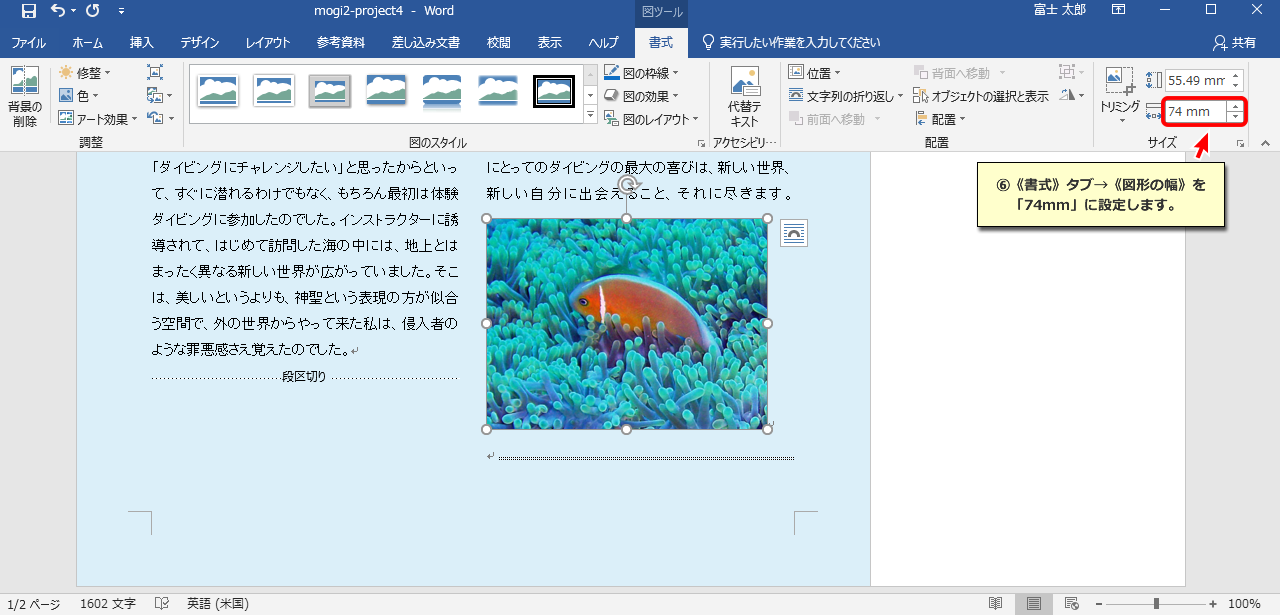 mogi2-project4 - Word
図ツール
富士 太郎
ファイル ホーム 挿入 デザイン レイアウト 参考資料 差し込み文書 校閲 表示 ヘルプ 書式 実行したい作業を入力してください 共有
背景の
削除
修整
色
アート効果
調整
図のスタイル
図の枠線
図の効果
図のレイアウト
代替テ
キスト
アクセシビリ…
位置
文字列の折り返し
前面へ移動
背面へ移動
オブジェクトの選択と表示
配置
配置
トリミング
55.49 mm
74 mm
サイズ
⑥《書式》タブ→《図形の幅》を
「74mm」に設定します。
「ダイビングにチャレンジしたい」と思ったからといっ
て、すぐに潜れるわけでもなく、もちろん最初は体験
ダイビングに参加したのでした。インストラクターに誘
導されて、はじめて訪問した海の中には、地上とは
まったく異なる新しい世界が広がっていました。そこ
は、美しいというよりも、神聖という表現の方が似合
う空間で、外の世界からやって来た私は、侵入者の
ような罪悪感さえ覚えたのでした。
段区切り
にとってのダイビングの最大の喜びは、新しい世界、
新しい自分に出会えること、それに尽きます。
1/2 ページ 1602 文字 英語 (米国) 100%